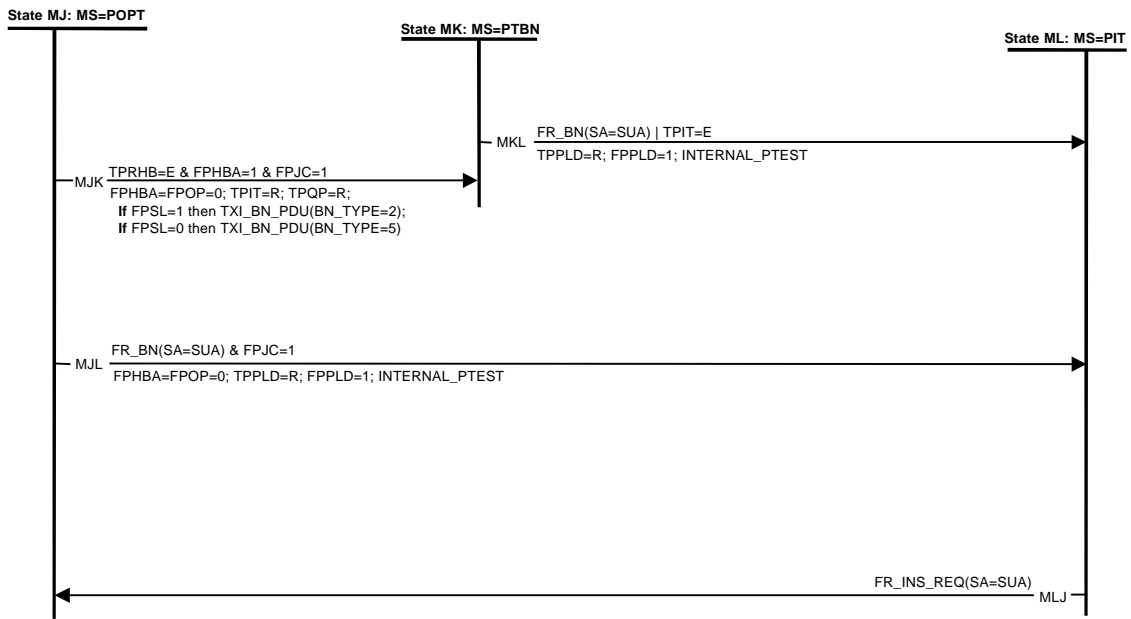 State MJ: MS=POPT
State MK: MS=PTBN
State ML: MS=PIT
MKL
FR_BN(SA=SUA) | TPIT=E
TPPLD=R; FPPLD=1; INTERNAL_PTEST
MJK
TPRHB=E & FPHBA=1 & FPJC=1
FPHBA=FPOP=0; TPIT=R; TPQP=R;
If FPSL=1 then TXI_BN_PDU(BN_TYPE=2);
If FPSL=0 then TXI_BN_PDU(BN_TYPE=5)
MJL
FR_BN(SA=SUA) & FPJC=1
FPHBA=FPOP=0; TPPLD=R; FPPLD=1; INTERNAL_PTEST
FR_INS_REQ(SA=SUA)
MLJ